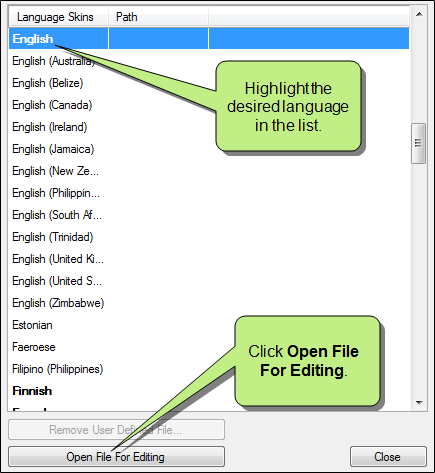 Language Skins Path
English
English (Australia)
English (Belize)
English (Canada)
English (Ireland)
English (Jamaica)
English (New Ze...
English (Philippin...
English (South Af...
English (Trinidad)
English (United Ki...
English (United S...
English (Zimbabwe)
Estonian
Faeroese
Filipino (Philippines)
Finnish
Highlight the
desired language
in the list.
Click Open File
For Editing.
Remove User Defined File...
Open File For Editing
Close